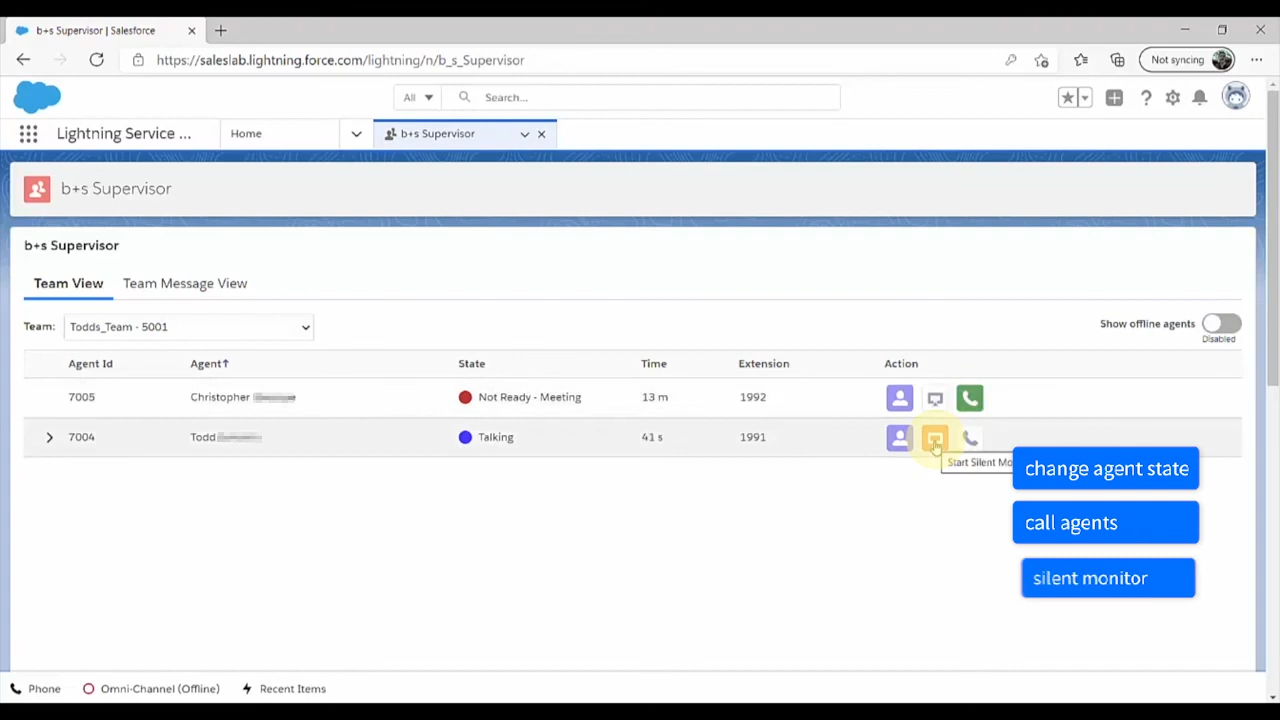 b+s Supervisor | Salesforce
https://saleslab.lightning.force.com/lightning/n/b_s_Supervisor
Not syncing
All
Search...
Lightning Service ...
Home
b+s Supervisor
b+s Supervisor
b+s Supervisor
Team View
Team Message View
Team:
Todds_Team - 5001
Show offline agents
Disabled
Agent Id
Agent
State
Time
Extension
Action
7005
Christopher
Not Ready - Meeting
13 m
1992
7004
Todd
Talking
41 s
1991
Start Silent Mo
change agent state
call agents
silent monitor
Phone
Omni-Channel (Offline)
Recent Items